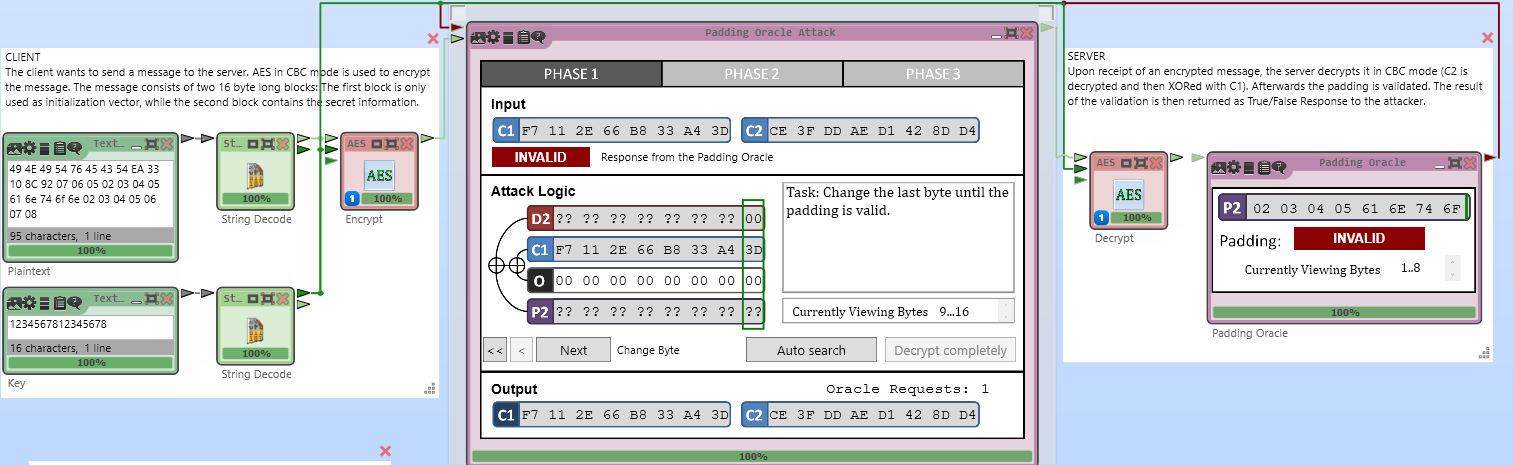 CLIENT
The client wants to send a message to the server. AES in CBC mode is used to encrypt
the message. The message consists of two 16 byte long blocks: The first block is only
used as initialization vector, while the second block contains the secret information.
Text...
49 4E 49 54 76 45 43 54 EA 33
10 8C 92 07 06 05 02 03 04 05
61 6e 74 6f 6e 02 03 04 05 06
07 08
95 characters,  1 line
100%
Plaintext
St...
100%
String Decode
AES
AES
1
100%
Encrypt
Text...
1234567812345678
16 characters,  1 line
100%
Key
St...
100%
String Decode
Padding Oracle Attack
PHASE 1
PHASE 2
PHASE 3
Input
C1 F7 11 2E 66 B8 33 A4 3D
C2 CE 3F DD AE D1 42 8D D4
INVALID
Response from the Padding Oracle
Attack Logic
D2 ?? ?? ?? ?? ?? ?? ?? 00
C1 F7 11 2E 66 B8 33 A4 3D
O 00 00 00 00 00 00 00 00
P2 ?? ?? ?? ?? ?? ?? ?? ??
Task: Change the last byte until the
padding is valid.
Currently Viewing Bytes 9...16
<<
<
Next
Change Byte
Auto search
Decrypt completely
Output
Oracle Requests: 1
C1 F7 11 2E 66 B8 33 A4 3D
C2 CE 3F DD AE D1 42 8D D4
100%
SERVER
Upon receipt of an encrypted message, the server decrypts it in CBC mode (C2 is
decrypted and then XORed with C1). Afterwards the padding is validated. The result
of the validation is then returned as True/False Response to the attacker.
AES
AES
1
100%
Decrypt
Padding Oracle
P2 02 03 04 05 61 6E 74 6F
Padding:
INVALID
Currently Viewing Bytes 1..8
100%
Padding Oracle